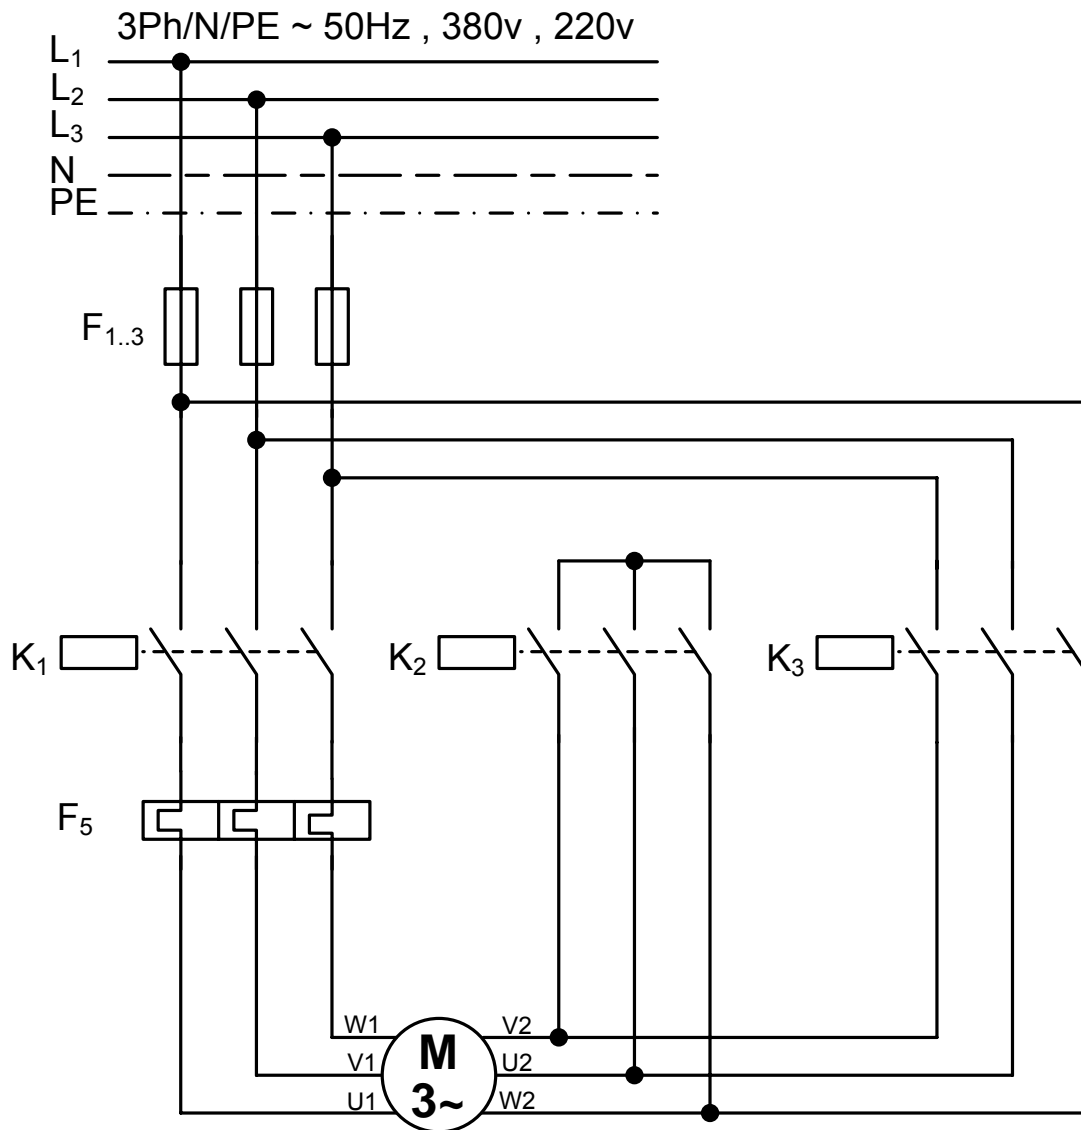 3Ph/N/PE ~ 50Hz , 380v , 220v
L1
L2
L3
N
PE
F1..3
K1
K2
K3
F5
W1
V2
V1
M
U2
3~
U1
W2